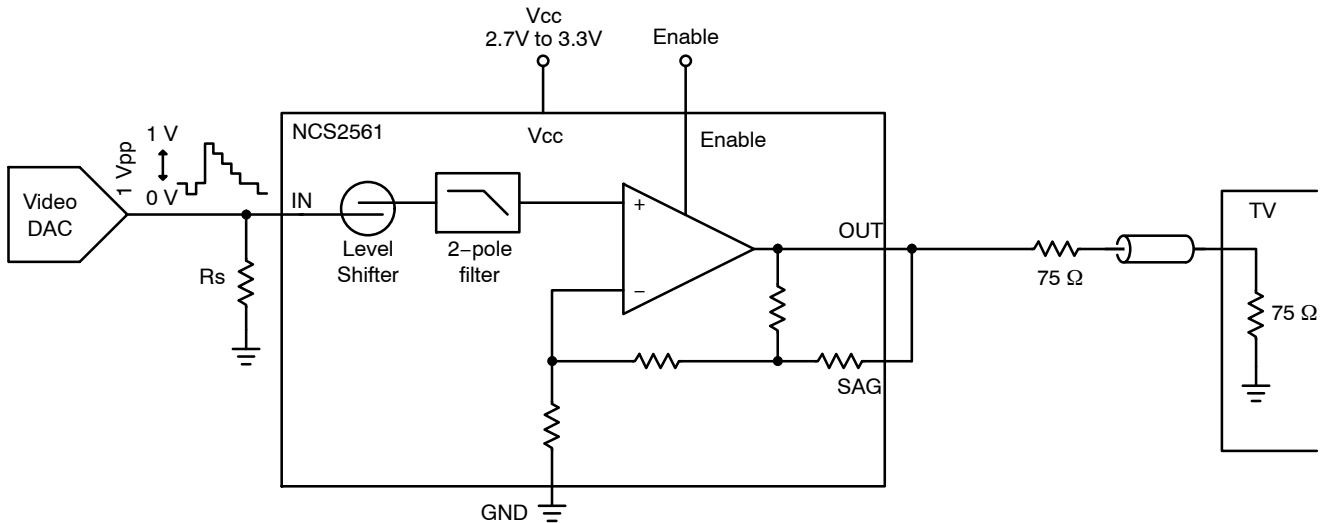 Vcc
2.7V to 3.3V
Enable
NCS2561
Vcc
Enable
1 Vpp
1 V
0 V
Video
DAC
IN
Level
Shifter
2−pole
filter
+
−
OUT
TV
Rs
75 Ω
75 Ω
SAG
GND